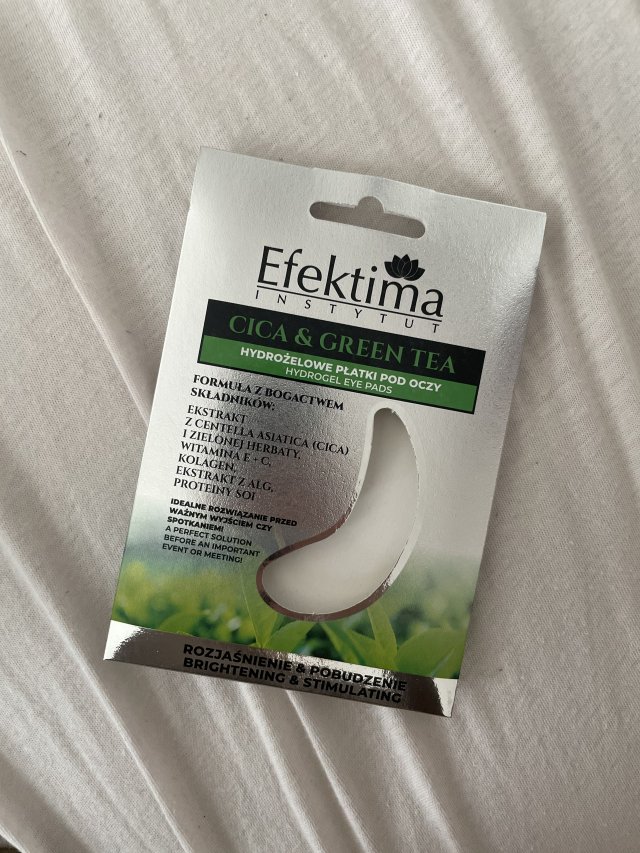 Efektima
INSTYTUT
CICA & GREEN TEA
HYDROŻELOWE PŁATKI POD OCZY
HYDROGEL EYE PADS
FORMUŁA Z BOGACTWEM
SKŁADNIKÓW:
EKSTRAKT
Z CENTELLA ASIATICA (CICA)
I ZIELONEJ HERBATY,
WITAMINA E + C,
KOLAGEN,
EKSTRAKT Z ALG,
PROTEINY SOI
IDEALNE ROZWIĄZANIE PRZED
WAŻNYM WYJŚCIEM CZY
SPOTKANIEM!
A PERFECT SOLUTION
BEFORE AN IMPORTANT
EVENT OR MEETING!
ROZJAŚNIENIE & POBUDZENIE
BRIGHTENING & STIMULATING